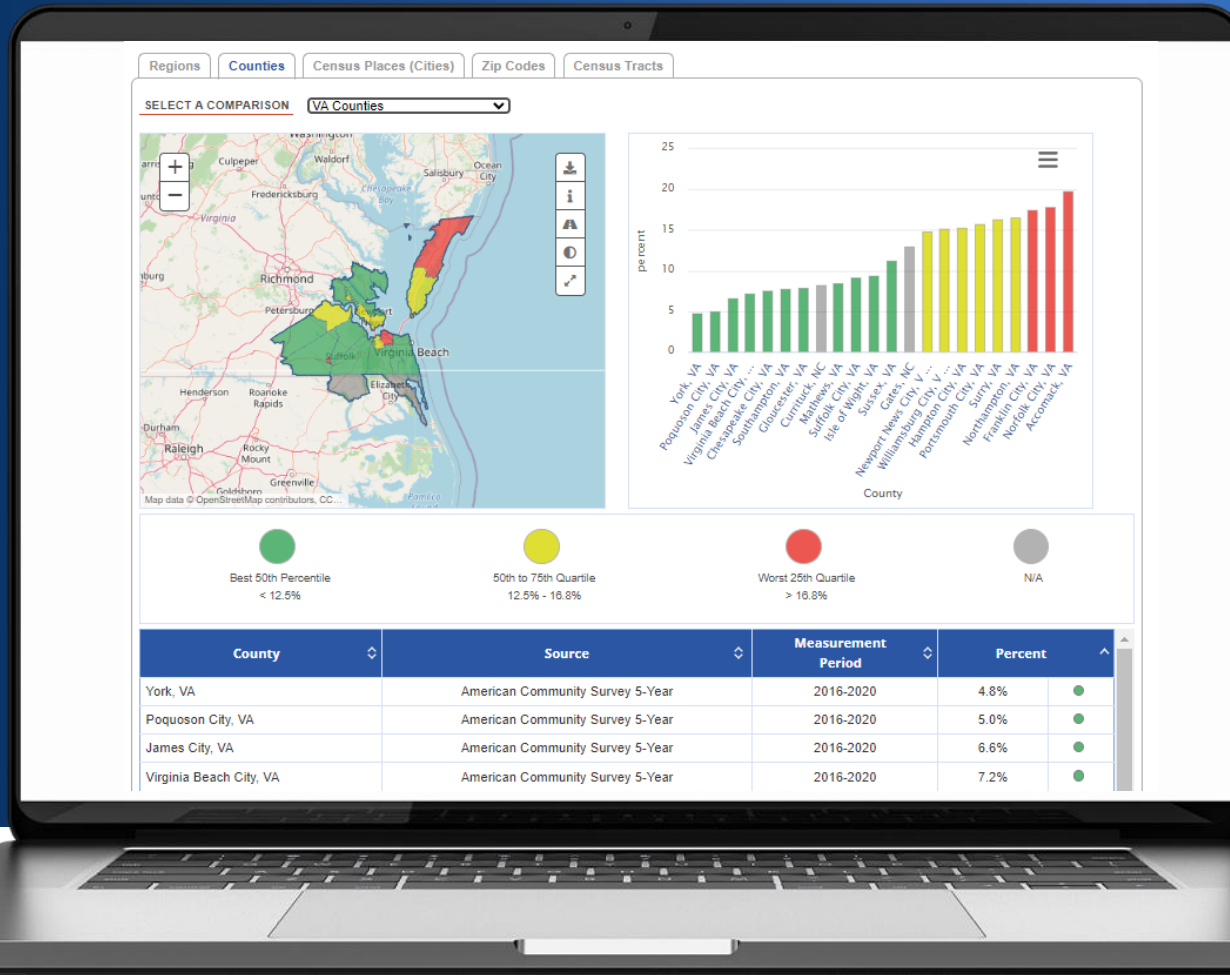 Regions
Counties
Census Places (Cities)
Zip Codes
Census Tracts
SELECT A COMPARISON
VA Counties
+
−
Washington
Culpeper
Waldorf
Salisbury
Ocean
City
Chesapeake
Bay
Fredericksburg
Virginia
Richmond
Petersburg
Suffolk
Virginia Beach
Elizabeth
City
Henderson
Roanoke
Rapids
Durham
Raleigh
Rocky
Mount
Greenville
Goldsboro
Pamlico
Map data © OpenStreetMap contributors, CC...
i
25
20
15
10
5
0
percent
York, VA
Poquoson City, VA
James City, VA
Virginia Beach City, ...
Chesapeake City, VA
Southampton, VA
Gloucester, VA
Currituck, NC
Mathews, VA
Suffolk City, VA
Isle of Wight, VA
Sussex, VA
Gates, NC
Newport News City, V ...
Williamsburg City, V ...
Hampton City, VA
Portsmouth City, VA
Surry, VA
Northampton, VA
Franklin City, VA
Norfolk City, VA
Accomack, VA
County
Best 50th Percentile
< 12.5%
50th to 75th Quartile
12.5% - 16.8%
Worst 25th Quartile
> 16.8%
N/A
County
Source
Measurement
Period
Percent
York, VA American Community Survey 5-Year 2016-2020 4.8%
Poquoson City, VA American Community Survey 5-Year 2016-2020 5.0%
James City, VA American Community Survey 5-Year 2016-2020 6.6%
Virginia Beach City, VA American Community Survey 5-Year 2016-2020 7.2%